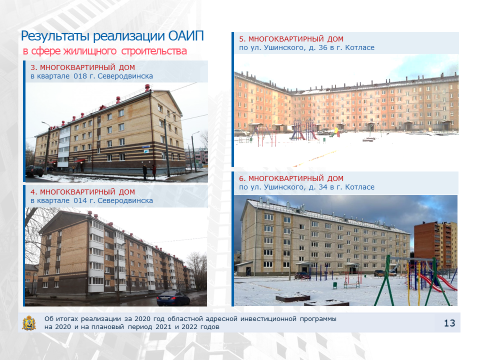 Результаты реализации ОАИП
в сфере жилищного строительства
3. МНОГОКВАРТИРНЫЙ ДОМ
в квартале 018 г. Северодвинска
4. МНОГОКВАРТИРНЫЙ ДОМ
в квартале 014 г. Северодвинска
5. МНОГОКВАРТИРНЫЙ ДОМ
по ул. Ушинского, д. 36 в г. Котласе
6. МНОГОКВАРТИРНЫЙ ДОМ
по ул. Ушинского, д. 34 в г. Котласе
Об итогах реализации за 2020 год областной адресной инвестиционной программы
на 2020 и на плановый период 2021 и 2022 годов
13